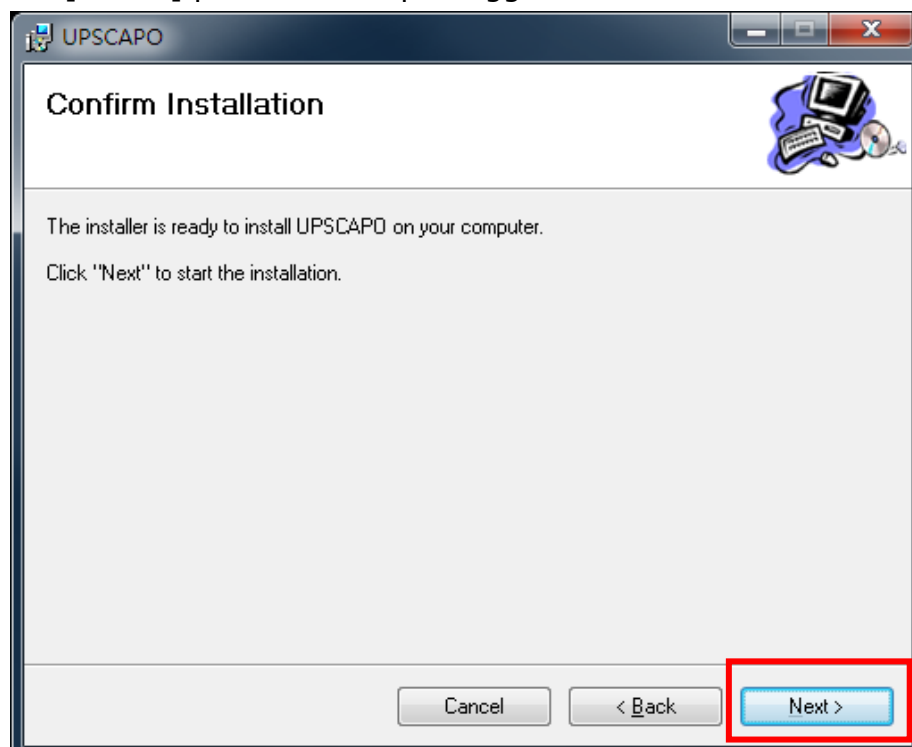 UPSCAPO
Confirm Installation
The installer is ready to install UPSCAPO on your computer.
Click "Next" to start the installation.
Cancel
< Back
Next >